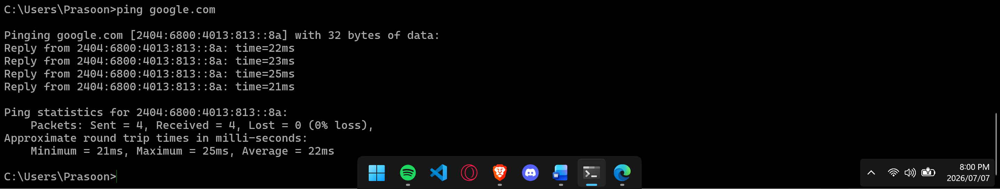 C:\Users\Prasoon>ping google.com
Pinging google.com [2404:6800:4013:813::8a] with 32 bytes of data:
Reply from 2404:6800:4013:813::8a: time=22ms
Reply from 2404:6800:4013:813::8a: time=23ms
Reply from 2404:6800:4013:813::8a: time=25ms
Reply from 2404:6800:4013:813::8a: time=21ms
Ping statistics for 2404:6800:4013:813::8a:
    Packets: Sent = 4, Received = 4, Lost = 0 (0% loss),
Approximate round trip times in milli-seconds:
    Minimum = 21ms, Maximum = 25ms, Average = 22ms
C:\Users\Prasoon>
W
8:00 PM
2026/07/07